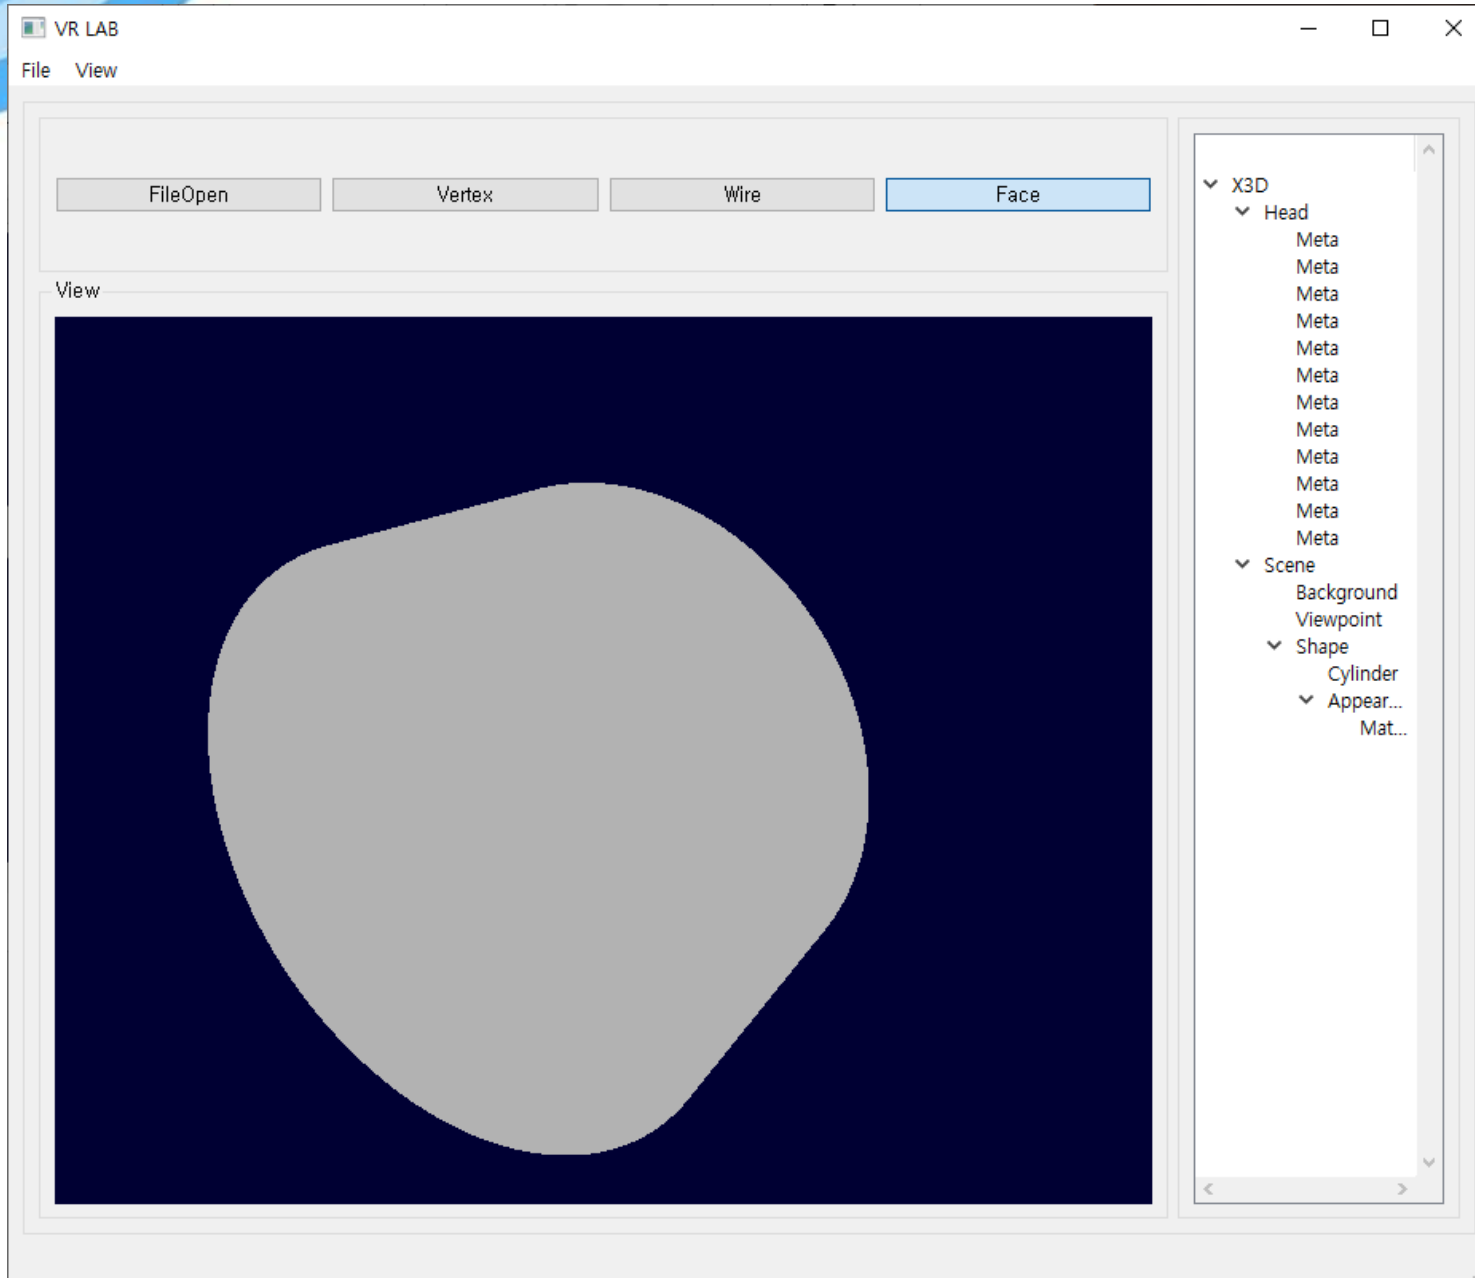 VR LAB
File View
FileOpen Vertex Wire Face
View
X3D
Head
Meta
Meta
Meta
Meta
Meta
Meta
Meta
Meta
Meta
Meta
Meta
Meta
Scene
Background
Viewpoint
Shape
Cylinder
Appear...
Mat...